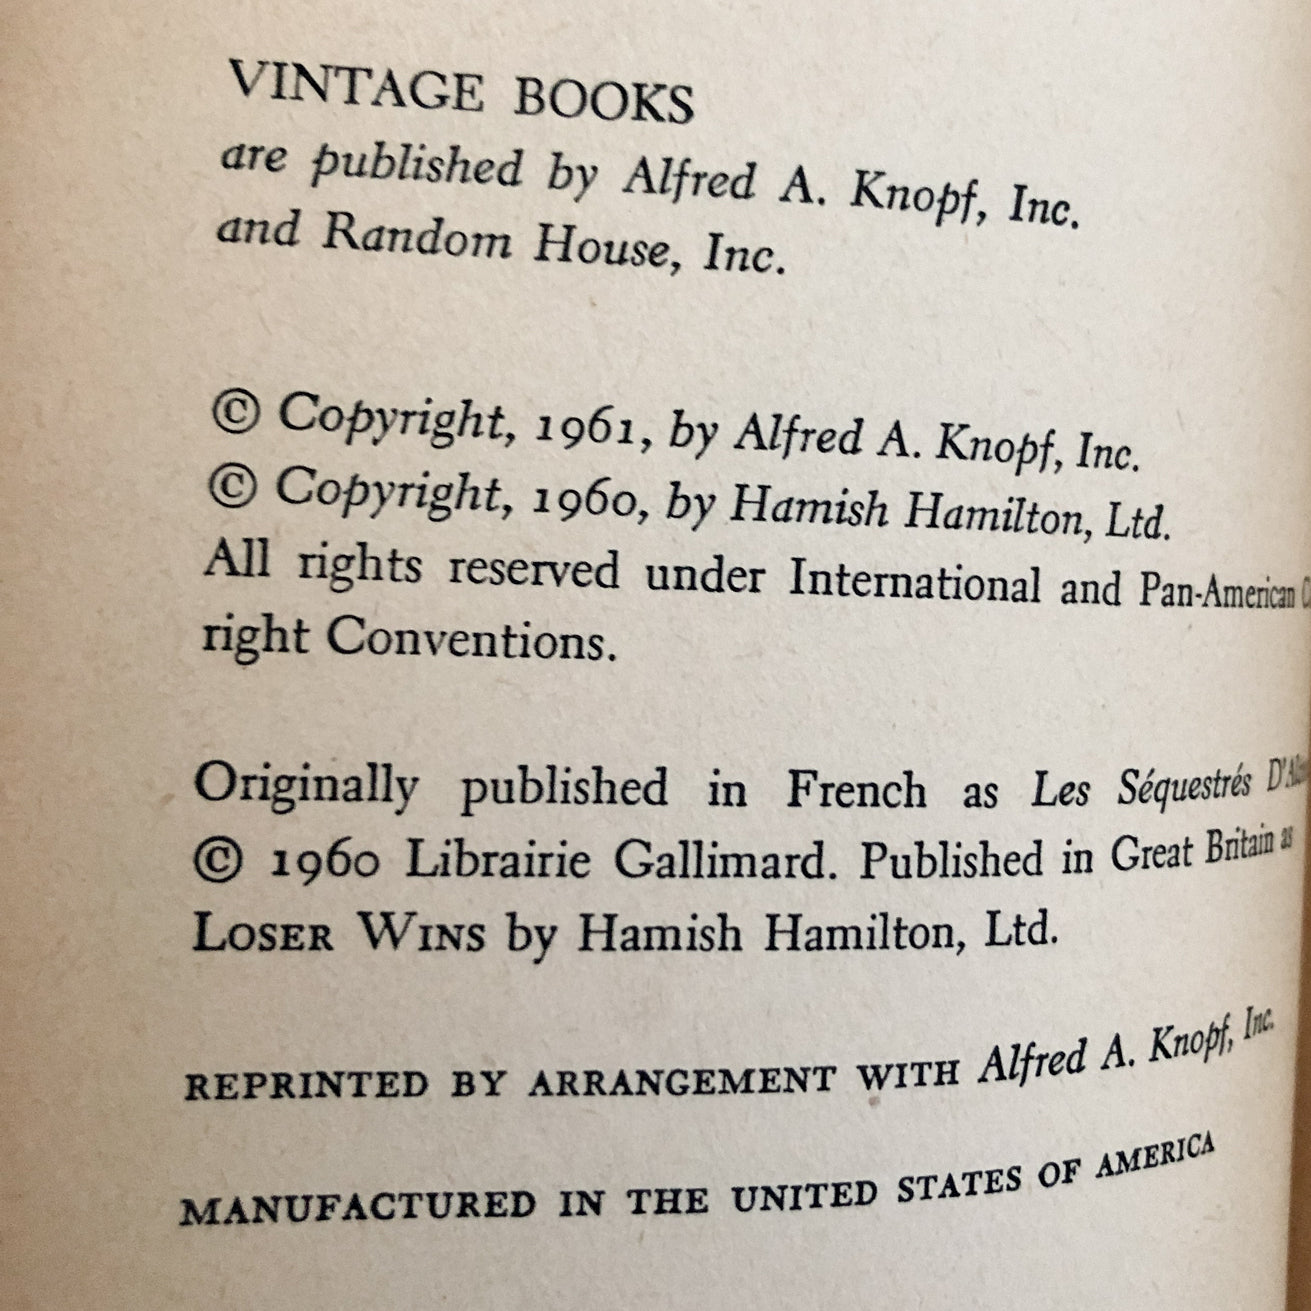 VINTAGE BOOKS
are published by Alfred A. Knopf, Inc.
and Random House, Inc.
© Copyright, 1961, by Alfred A. Knopf, Inc.
© Copyright, 1960, by Hamish Hamilton, Ltd.
All rights reserved under International and Pan-American
right Conventions.
Originally published in French as Les Séquestrés
© 1960 Librairie Gallimard. Published in Great Britain as
LOSER WINS by Hamish Hamilton, Ltd.
REPRINTED BY ARRANGEMENT WITH Alfred A. Knopf, Inc.
MANUFACTURED IN THE UNITED STATES OF AMERICA